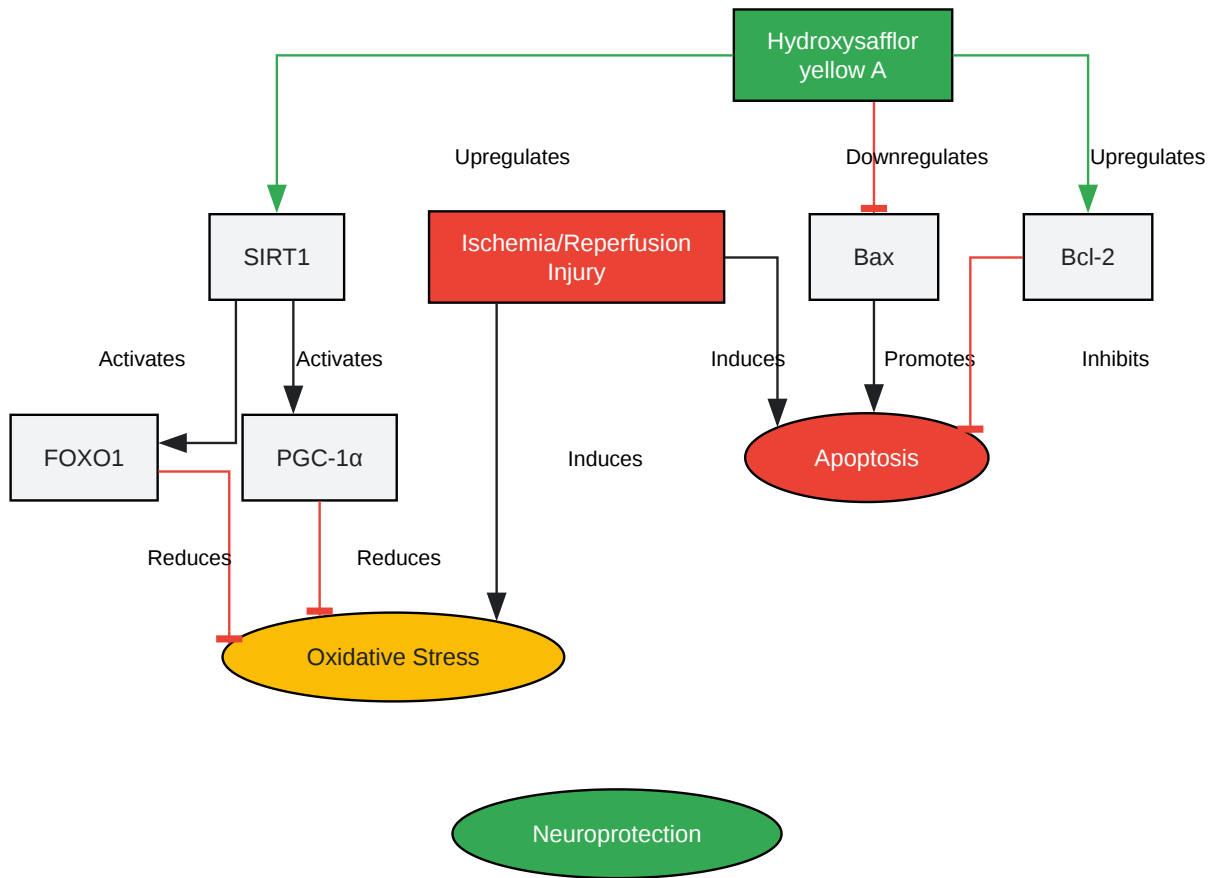 Hydroxysafflor
yellow A
Upregulates
Downregulates
Upregulates
SIRT1
Ischemia/Reperfusion
Injury
Bax
Bcl-2
Activates
Activates
Induces
Promotes
Inhibits
FOXO1
PGC-1α
Induces
Apoptosis
Reduces
Reduces
Oxidative Stress
Neuroprotection